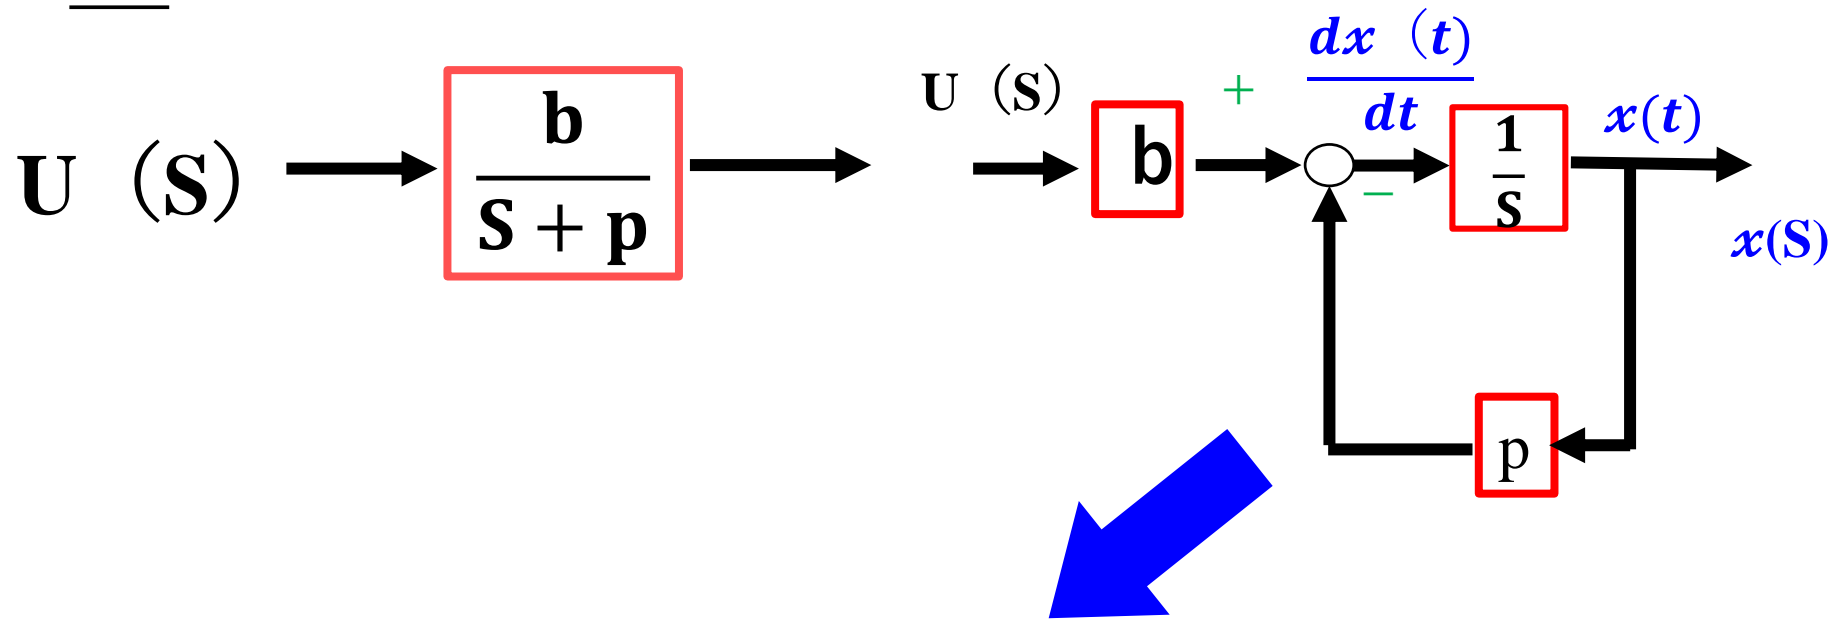 U（S）
b
S + p
U（S）
b
+
−
dx（t）
dt
1
s
x(t)
x(S)
p